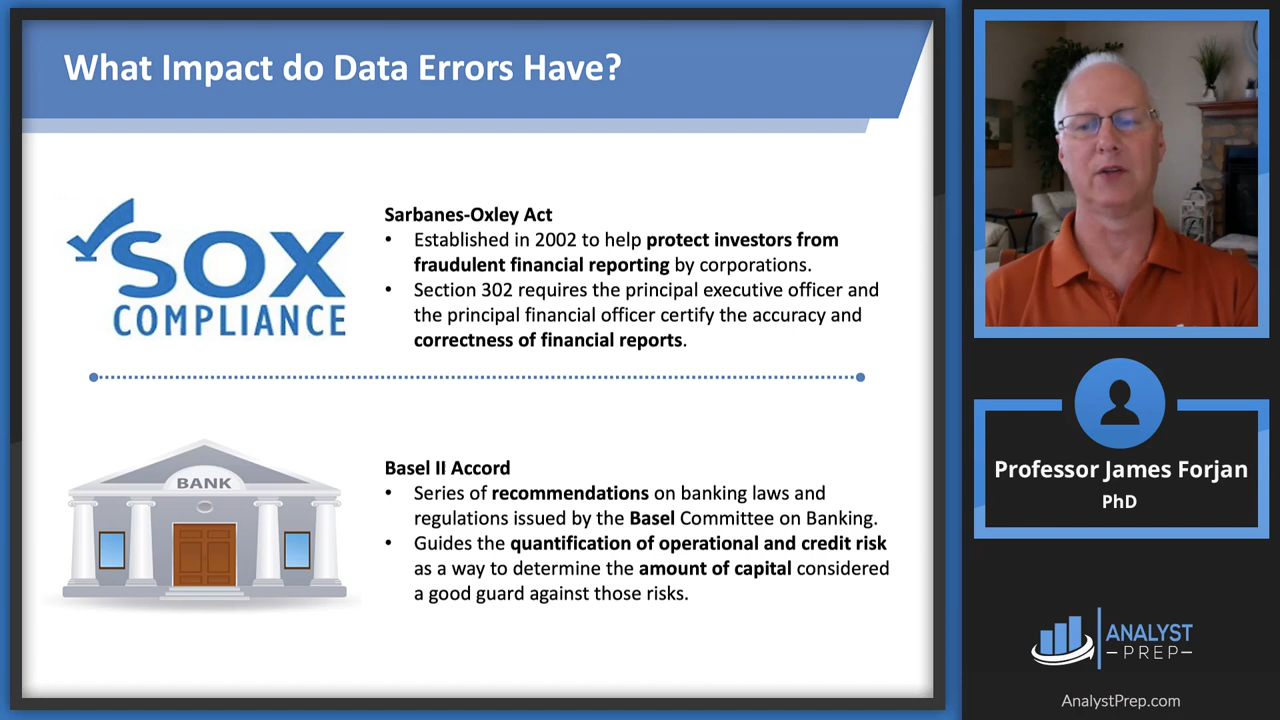 What Impact do Data Errors Have?
SOX
COMPLIANCE
Sarbanes-Oxley Act
• Established in 2002 to help protect investors from
fraudulent financial reporting by corporations.
• Section 302 requires the principal executive officer and
the principal financial officer certify the accuracy and
correctness of financial reports.
BANK
Basel II Accord
• Series of recommendations on banking laws and
regulations issued by the Basel Committee on Banking.
• Guides the quantification of operational and credit risk
as a way to determine the amount of capital considered
a good guard against those risks.
Professor James Forjan
PhD
ANALYST
PREP
AnalystPrep.com